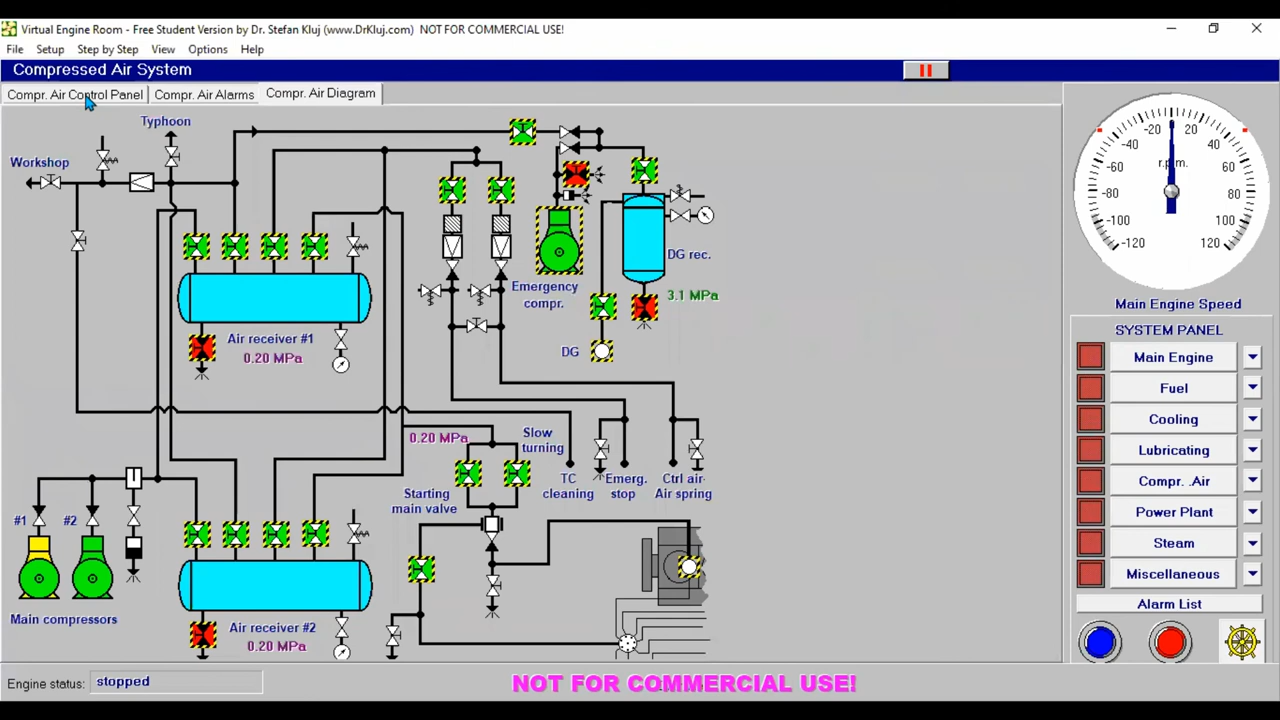 Virtual Engine Room - Free Student Version by Dr. Stefan Kluj (www.DrKluj.com)  NOT FOR COMMERCIAL USE!
File Setup Step by Step View Options Help
Compressed Air System
Compr. Air Control Panel Compr. Air Alarms Compr. Air Diagram
Typhoon
Workshop
DG rec.
Emergency
compr.
3.1 MPa
Air receiver #1
0.20 MPa
DG
0.20 MPa
Slow
turning
Starting
main valve
TC
cleaning
Emerg.
stop
Ctrl air-
Air spring
#1 #2
Main compressors
Air receiver #2
0.20 MPa
-20 20
-40 40
-60 r.p.m. 60
-80 80
-100 100
-120 120
Main Engine Speed
SYSTEM PANEL
Main Engine
Fuel
Cooling
Lubricating
Compr. .Air
Power Plant
Steam
Miscellaneous
Alarm List
Engine status: stopped
NOT FOR COMMERCIAL USE!